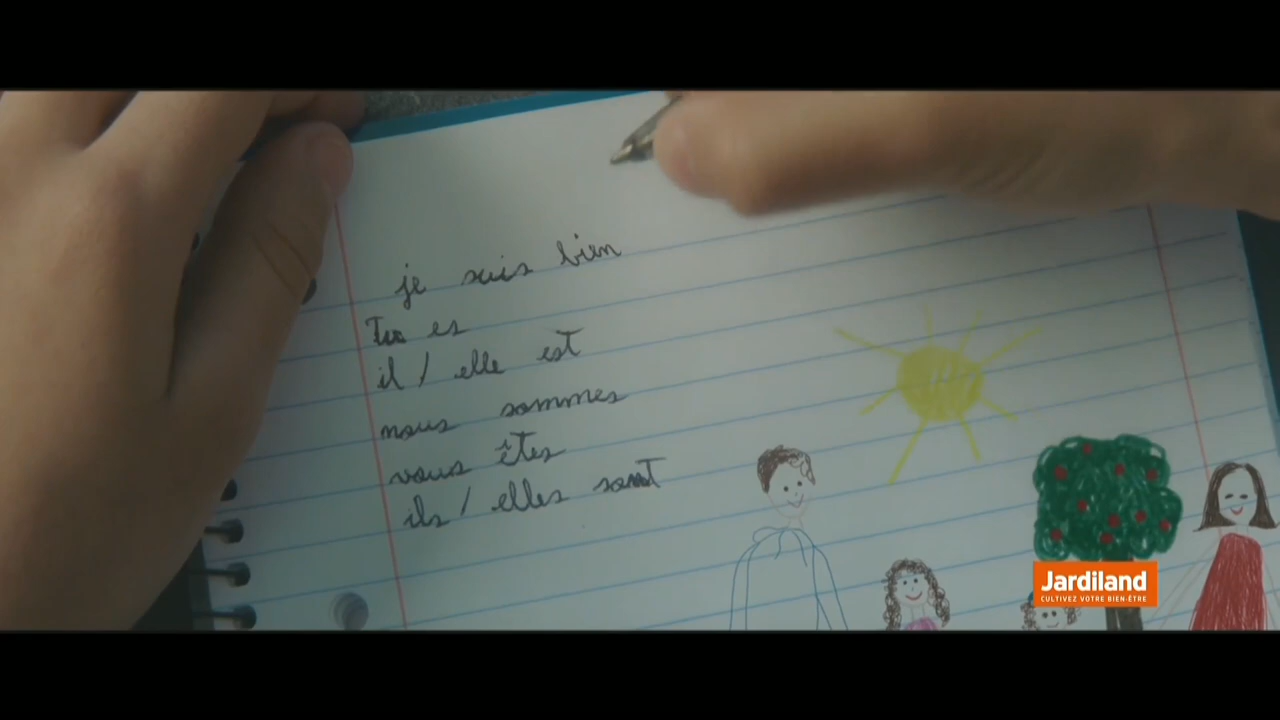 je suis bien
Tu es
il / elle est
nous sommes
vous êtes
ils / elles sont
Jardiland
CULTIVEZ VOTRE BIEN-ÊTRE